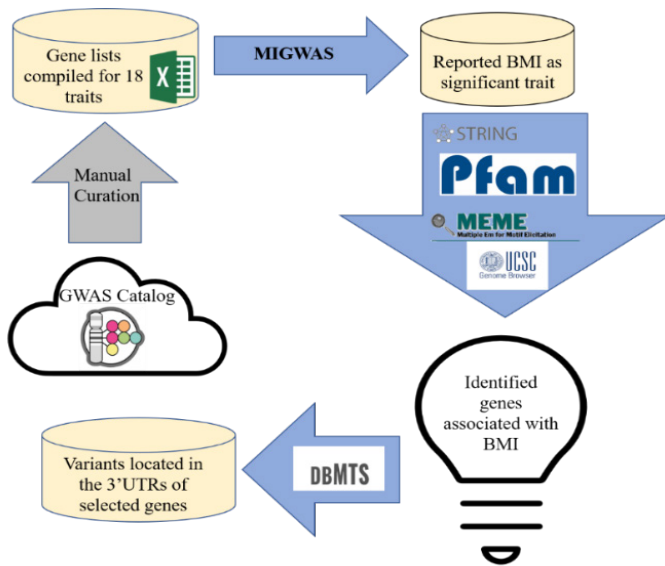 Gene lists
compiled for 18
traits
X
MIGWAS
Reported BMI as
significant trait
STRING
Pfam
MEME
Multiple Em for Motif Elicitation
UCSC
Genome Browser
Manual
Curation
GWAS Catalog
Identified
genes
associated with
BMI
DBMTS
Variants located in
the 3'UTRs of
selected genes